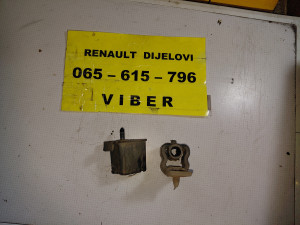 RENAULT DIJELOVI
065 – 615 – 796
VIBER